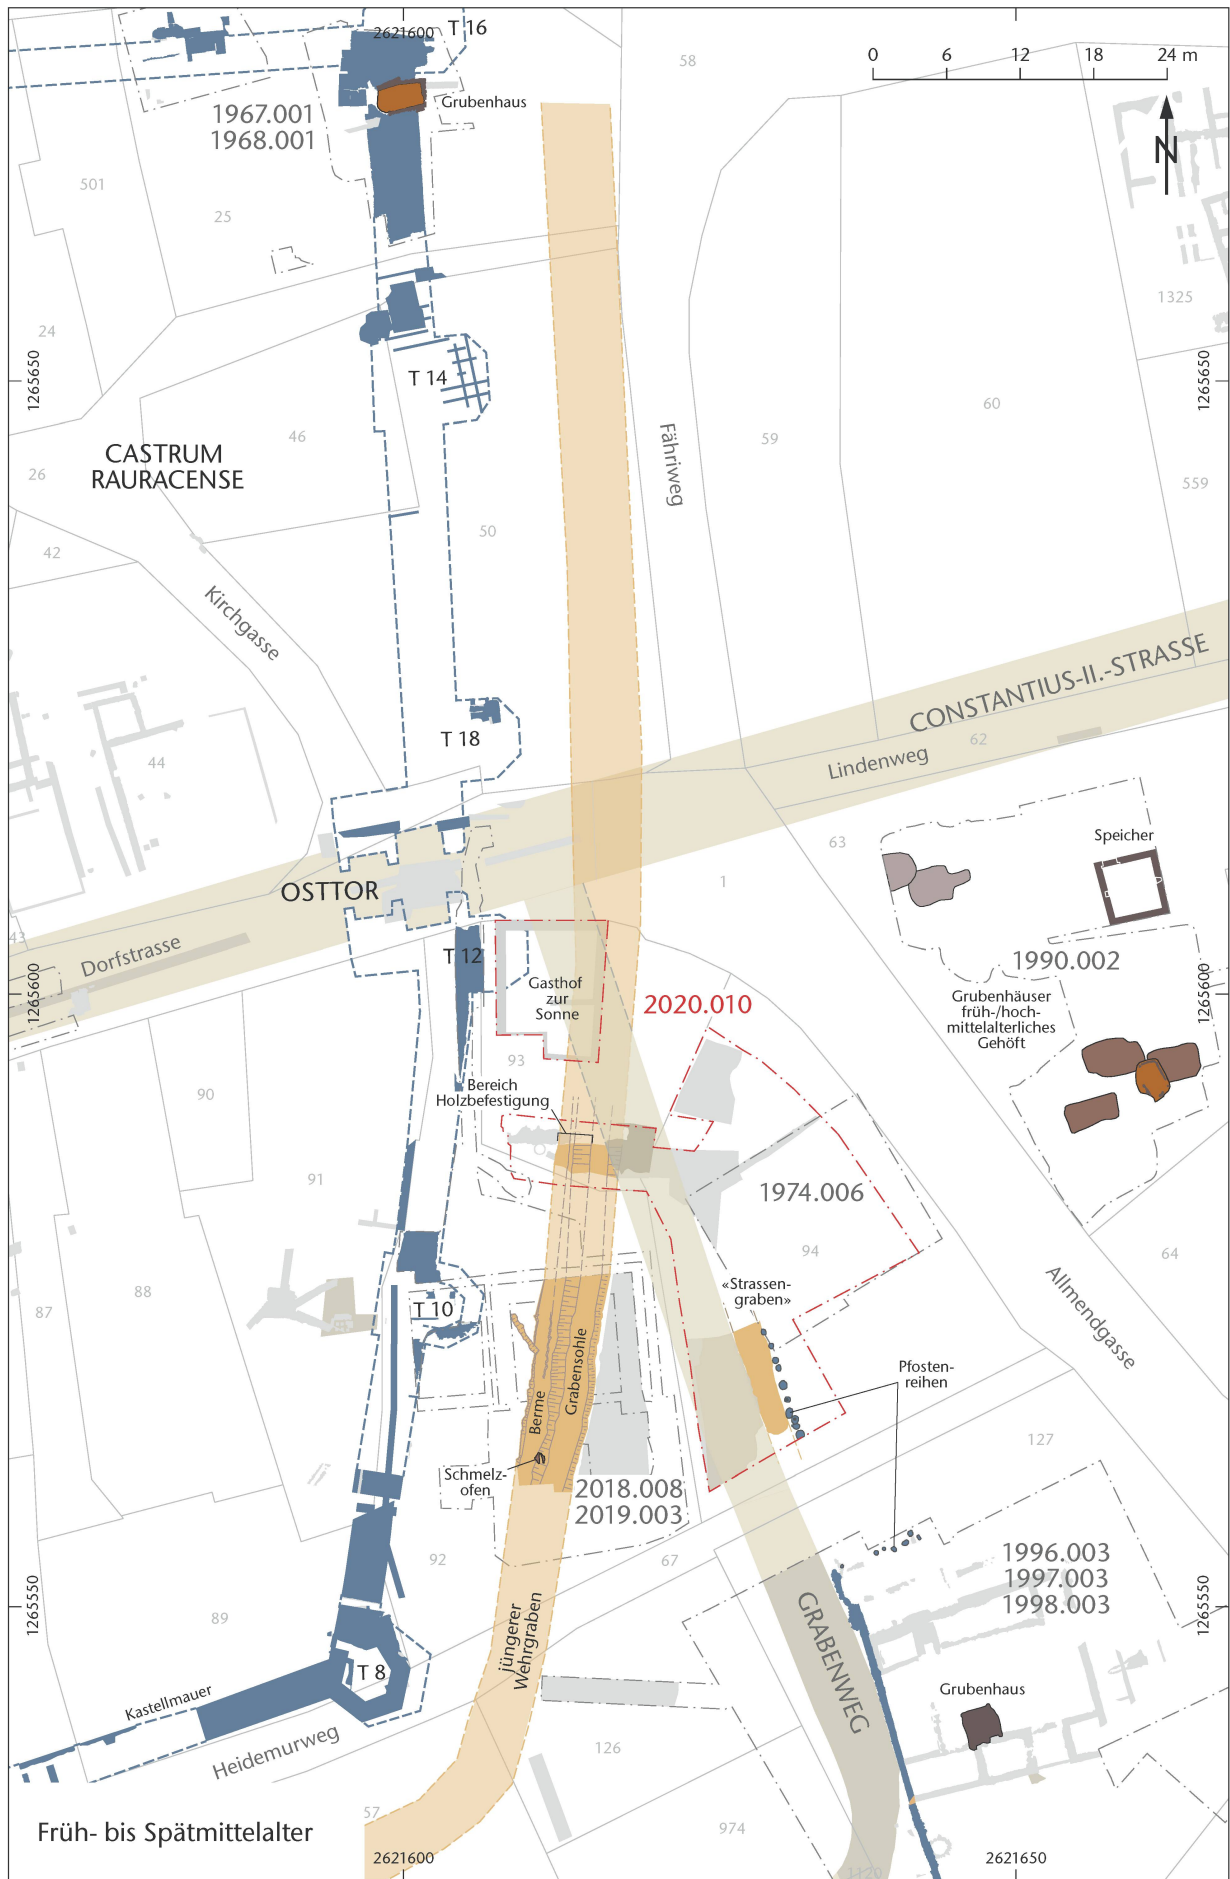 2621600
T 16
58
0
6
12
18
24 m
Grubenhaus
1967.001
1968.001
N
501
25
24
1325
1265650
1265650
T 14
60
46
59
CASTRUM
RAURACENSE
Fähriweg
26
559
50
42
Kirchgasse
CONSTANTIUS-II.-STRASSE
T 18
62
44
Lindenweg
Speicher
63
1
OSTTOR
43
Dorfstrasse
T 12
1990.002
Gasthof
zur
Sonne
2020.010
1265600
1265600
Grubenhäuser
früh-/hoch-
mittelalterliches
Gehöft
93
90
Bereich
Holzbefestigung
91
1974.006
94
64
88
87
T 10
«Strassen-
graben»
Allmendgasse
Grabensohle
Berme
Pfosten-
reihen
127
Schmelz-
ofen
2018.008
2019.003
92
67
1996.003
1997.003
1998.003
1265550
1265550
89
jüngerer
Wehrgraben
GRABENWEG
T 8
Kastellmauer
Grubenhaus
Heidemurweg
126
57
974
Früh- bis Spätmittelalter
2621600
2621650
1120